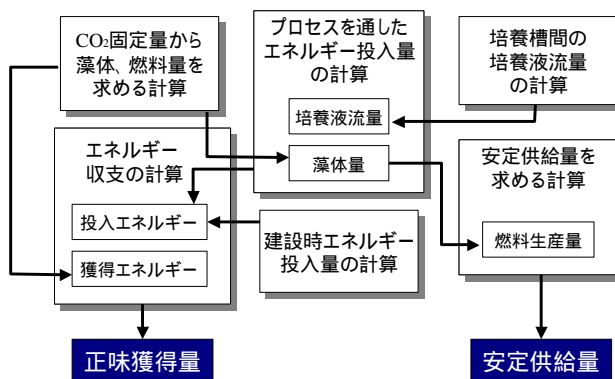 CO₂固定量から
藻体、燃料量を
求める計算
プロセスを通した
エネルギー投入量
の計算
培養液流量
藻体量
培養槽間の
培養液流量
の計算
エネルギー
収支の計算
投入エネルギー
獲得エネルギー
建設時エネルギー
投入量の計算
安定供給量を
求める計算
燃料生産量
正味獲得量
安定供給量